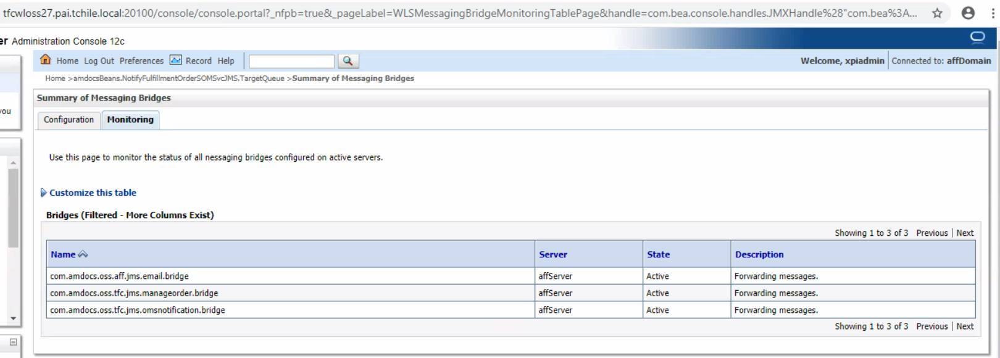 tfcwloss27.pai.tchile.local:20100/console/console.portal?_nfpb=true&_pageLabel=WLSMessagingBridgeMonitoringTablePage&handle=com.bea.console.handles.JMXHandle%28"com.bea%3A...
er Administration Console 12c
Home Log Out Preferences Record Help
Welcome, xpiadmin Connected to: affDomain
Home >amdocsBeans.NotifyFulfillmentOrderSOMSvcJMS.TargetQueue >Summary of Messaging Bridges
Summary of Messaging Bridges
you
Configuration Monitoring
Use this page to monitor the status of all nessaging bridges configured on active servers.
Customize this table
Bridges (Filtered - More Columns Exist)
Showing 1 to 3 of 3 Previous | Next
Name Server State Description
com.amdocs.oss.aff.jms.email.bridge affServer Active Forwarding messages.
com.amdocs.oss.tfc.jms.manageorder.bridge affServer Active Forwarding messages.
com.amdocs.oss.tfc.jms.omsnotification.bridge affServer Active Forwarding messages.
Showing 1 to 3 of 3 Previous | Next